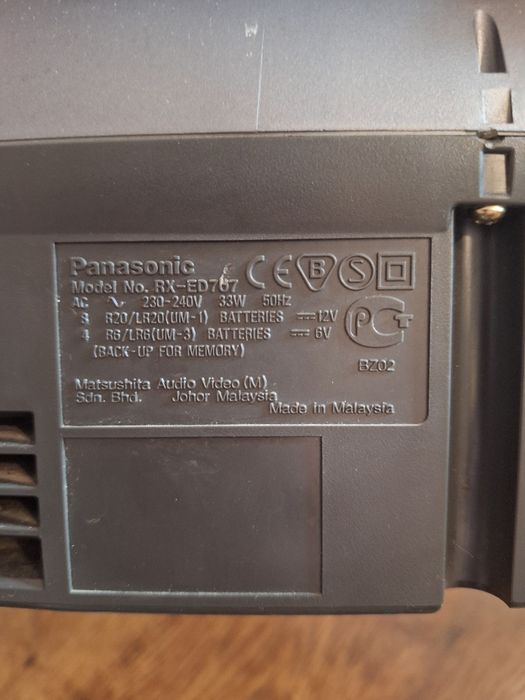 Panasonic
Model No. RX-ED707
AC ∿ 230-240V 33W 50Hz
8 R20/LR20(UM-1) BATTERIES ⎓12V
4 R6/LR6(UM-3) BATTERIES ⎓ 6V
(BACK-UP FOR MEMORY)
Matsushita Audio Video (M)
Sdn. Bhd. Johor Malaysia
Made in Malaysia
CE B S
PCT
BZ02